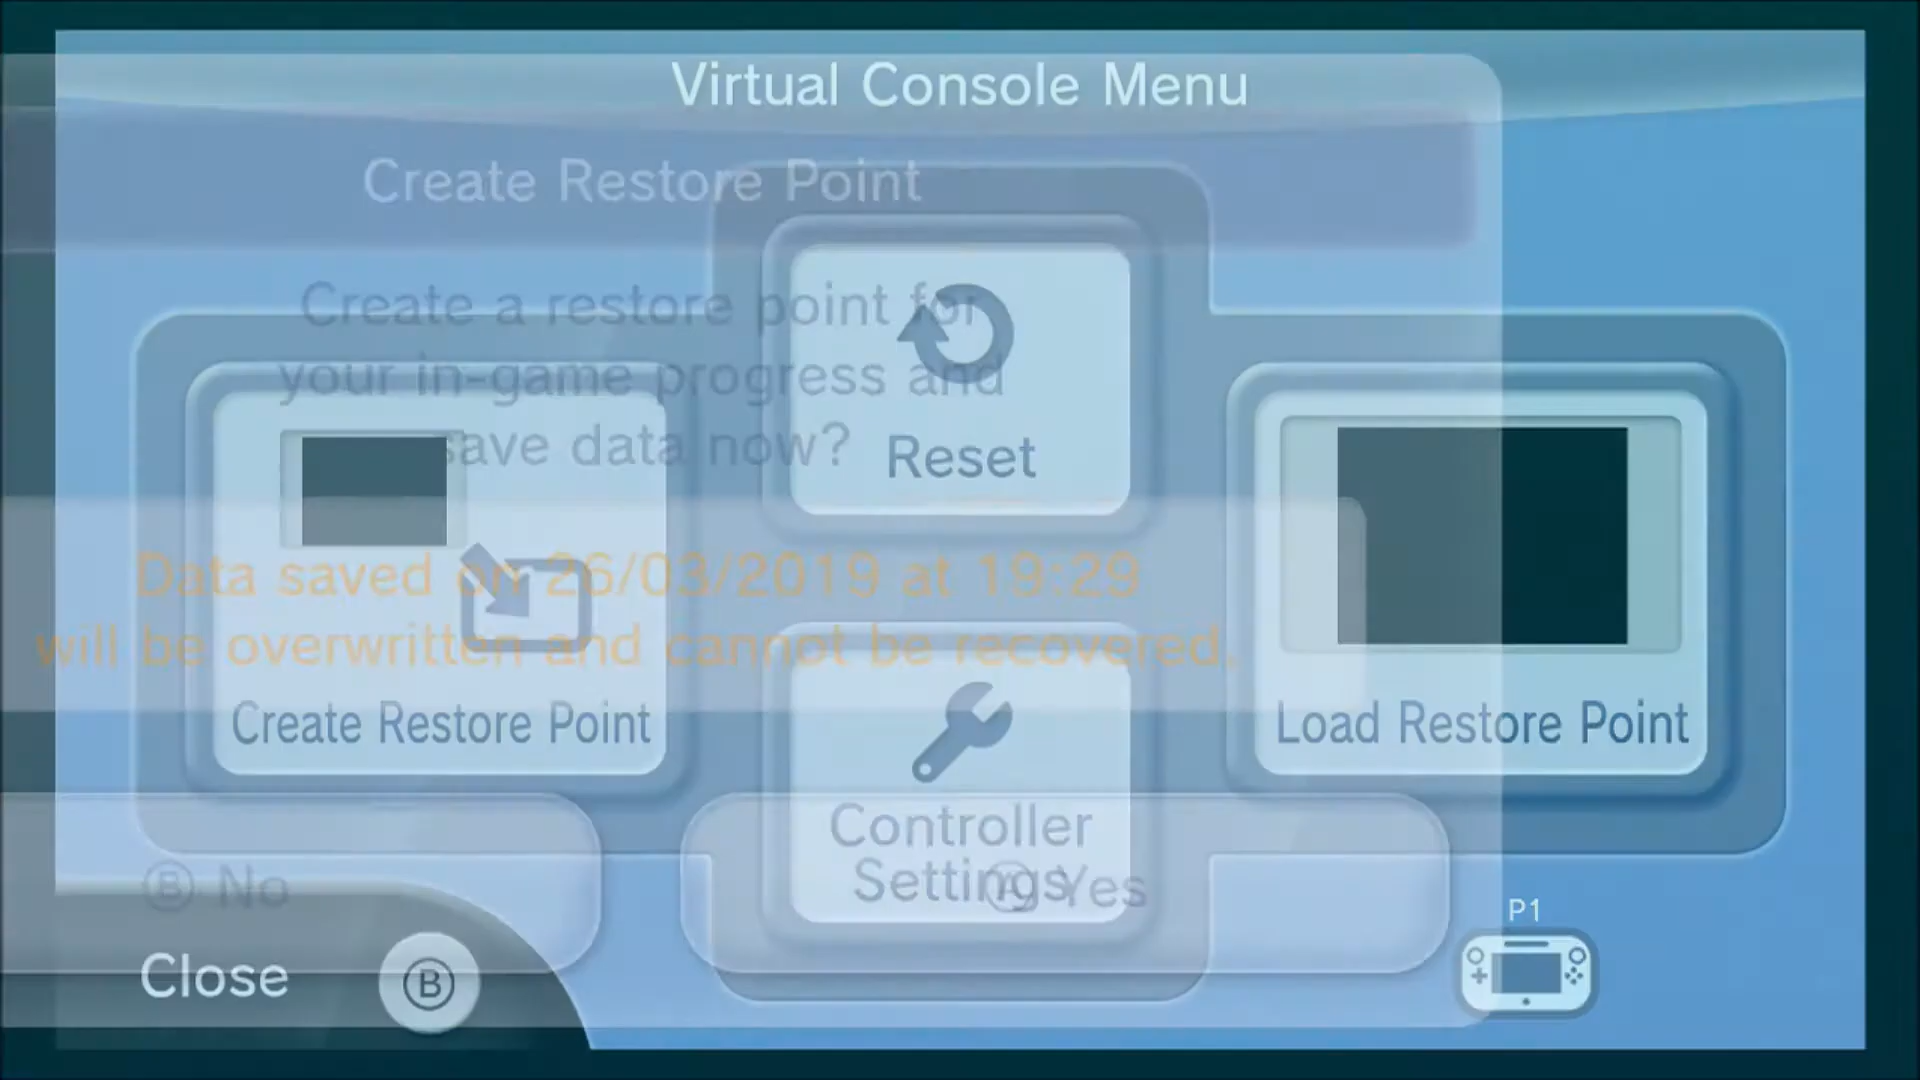 Virtual Console Menu
Create Restore Point
Create a restore point for
your in-game progress and
save data now?
Reset
Data saved on 26/03/2019 at 19:29
will be overwritten and cannot be recovered.
Create Restore Point
Load Restore Point
Controller
Settings
B No
A Yes
P1
Close
B